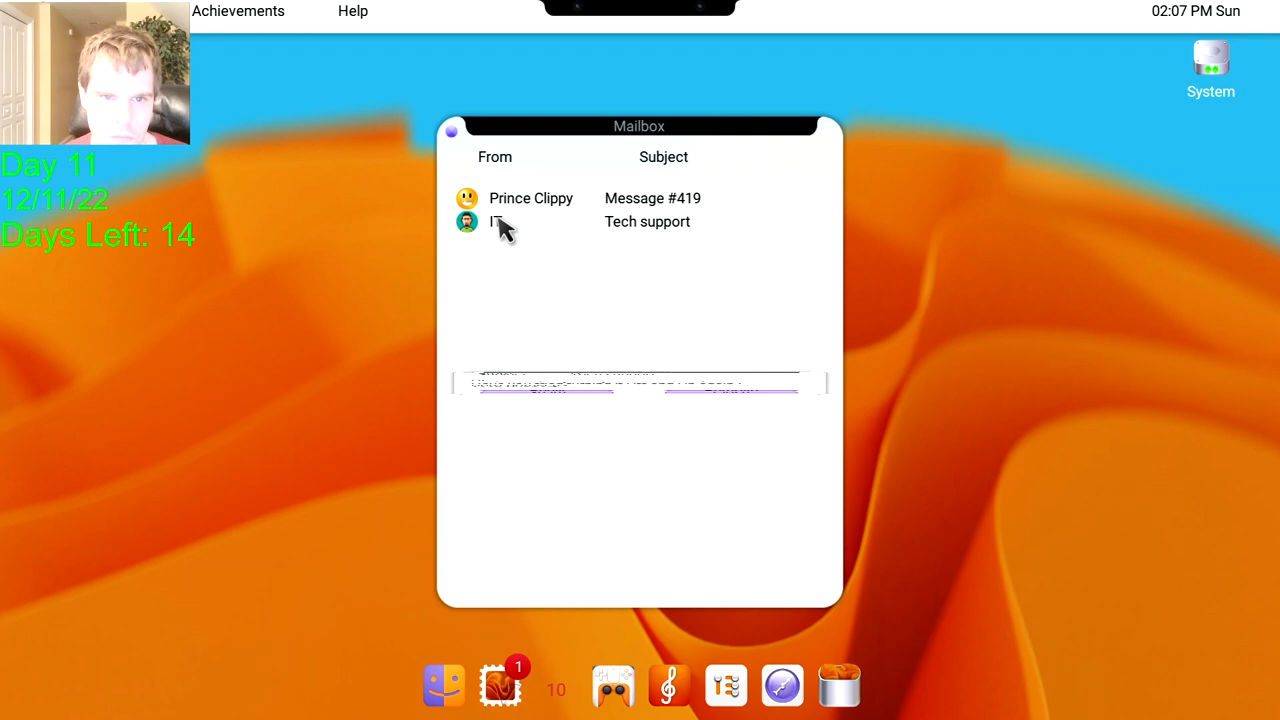 Achievements Help 02:07 PM Sun
System
Day 11
12/11/22
Days Left: 14
Mailbox
From Subject
Prince Clippy Message #419
IT Tech support
1
10